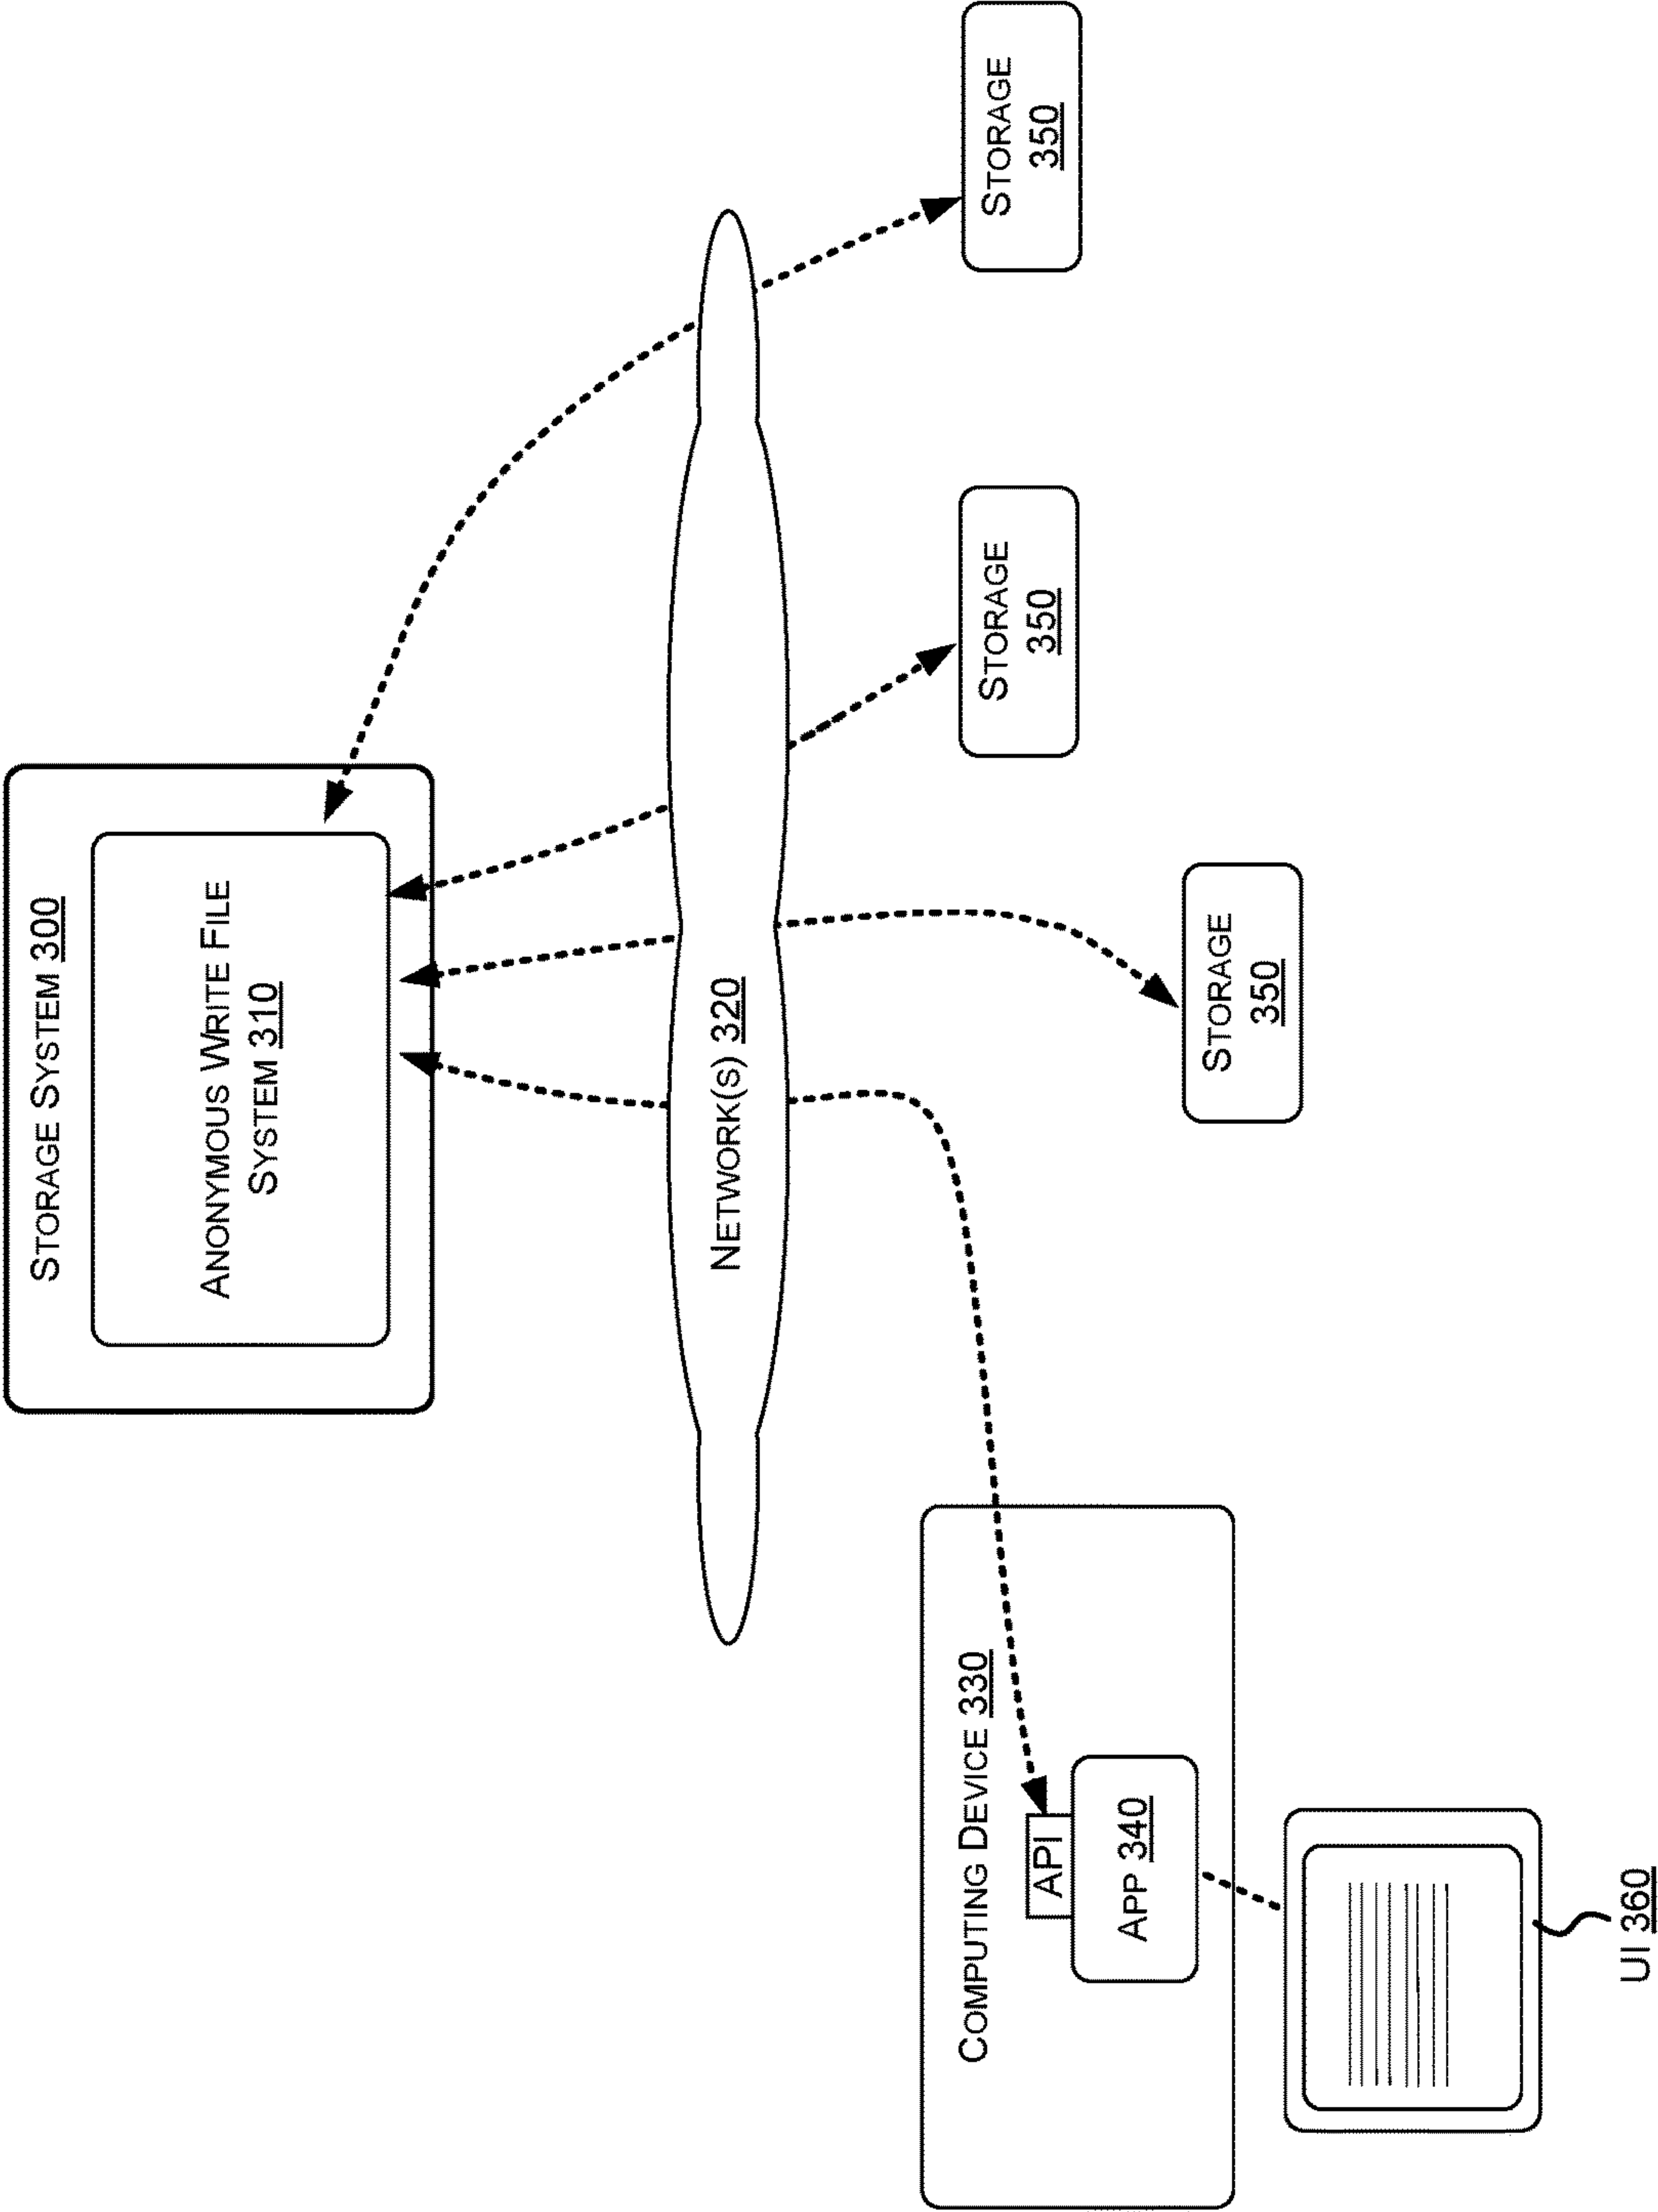 STORAGE SYSTEM 300
ANONYMOUS WRITE FILE
SYSTEM 310
NETWORK(S) 320
COMPUTING DEVICE 330
API
APP 340
UI 360
STORAGE
350
STORAGE
350
STORAGE
350